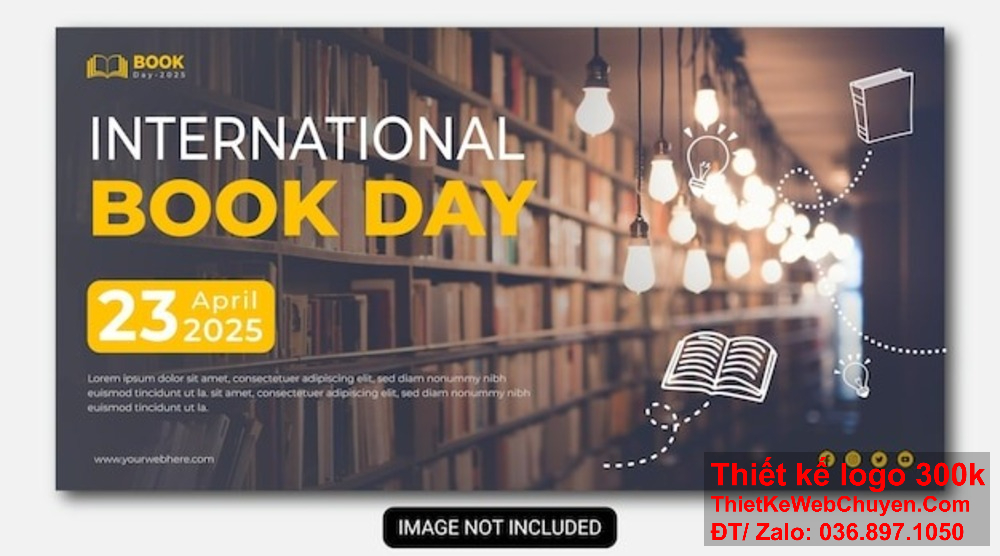 BOOK
Day-2025
INTERNATIONAL
BOOK DAY
23 April
2025
Lorem ipsum dolor sit amet, consectetuer adipiscing elit, sed diam nonummy nibh
euismod tincidunt ut la. sit amet, consectetuer adipiscing elit, sed diam nonummy nibh
euismod tincidunt ut la.
www.yourwebhere.com
Thiết kế logo 300k
ThietKeWebChuyen.Com
ĐT/ Zalo: 036.897.1050
IMAGE NOT INCLUDED